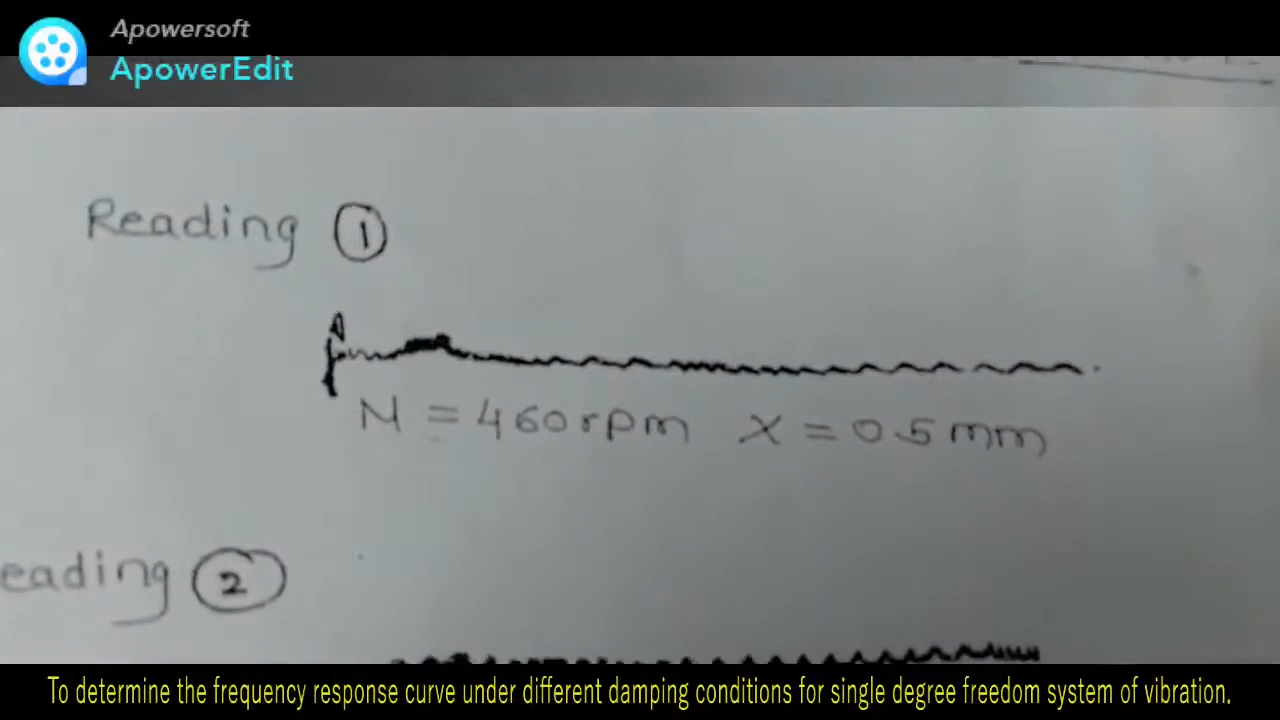 Apowersoft
ApowerEdit
Reading 1
N = 460 rpm X = 0.5 mm
eading 2
To determine the frequency response curve under different damping conditions for single degree freedom system of vibration.